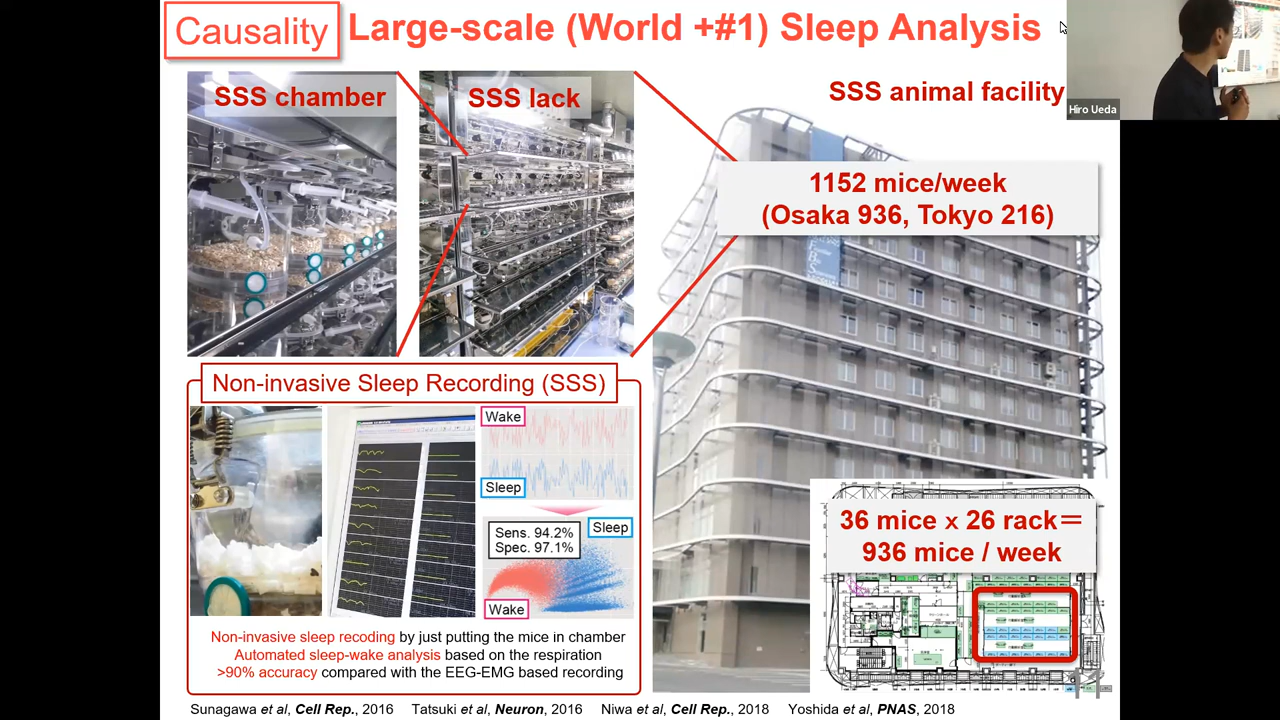 Causality
Large-scale (World +#1) Sleep Analysis
Hiro Ueda
SSS chamber
SSS lack
SSS animal facility
1152 mice/week
(Osaka 936, Tokyo 216)
Non-invasive Sleep Recording (SSS)
Wake
Sleep
Sens. 94.2%
Spec. 97.1%
Sleep
Wake
Non-invasive sleep recoding by just putting the mice in chamber
Automated sleep-wake analysis based on the respiration
>90% accuracy compared with the EEG-EMG based recording
36 mice x 26 rack＝
936 mice / week
Sunagawa et al, Cell Rep., 2016 Tatsuki et al, Neuron, 2016 Niwa et al, Cell Rep., 2018 Yoshida et al, PNAS, 2018